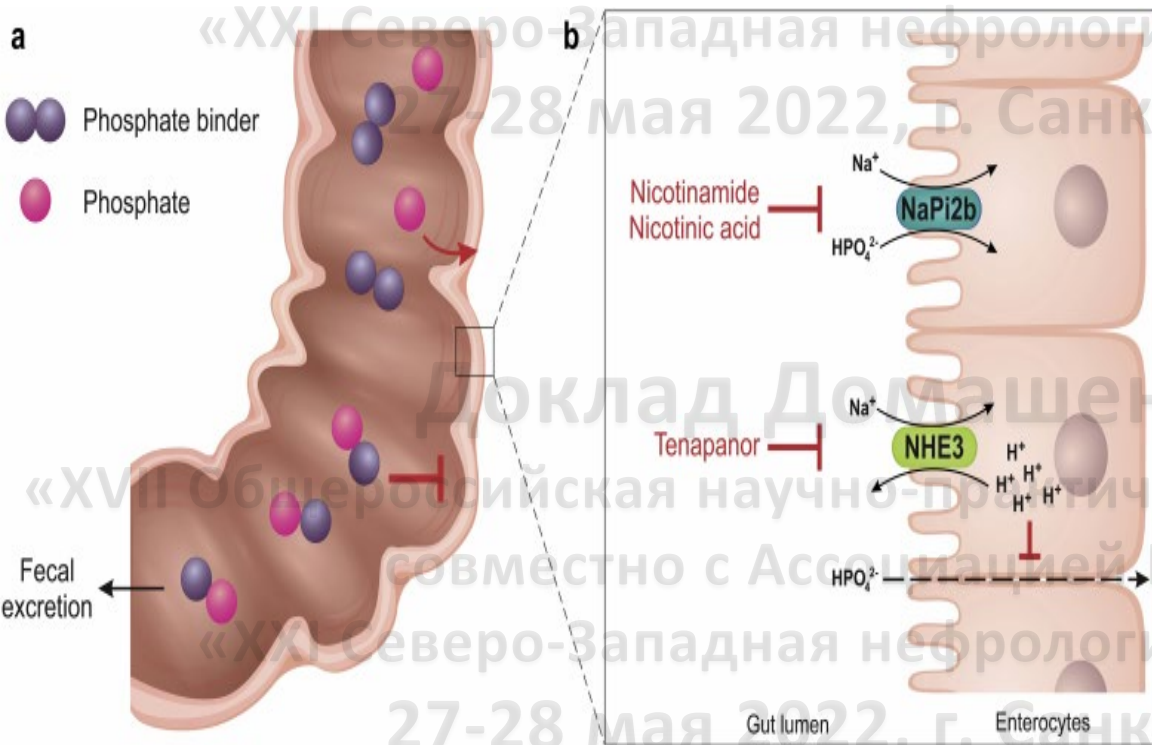 «XXI Северо-Западная нефрологи
27-28 мая 2022, г. Санк
a
b
Phosphate binder
Phosphate
Fecal
excretion
Na⁺
Nicotinamide
Nicotinic acid
NaPi2b
HPO₄²⁻
Доклад Домашен
Na⁺
Tenapanor
NHE3
H⁺
H⁺
H⁺
H⁺
H⁺
«XVII Общероссийская научно-практич
совместно с Ассоциацией
HPO₄²⁻
«XXI Северо-Западная нефрологи
27-28 мая 2022, г. Санк
Gut lumen
Enterocytes